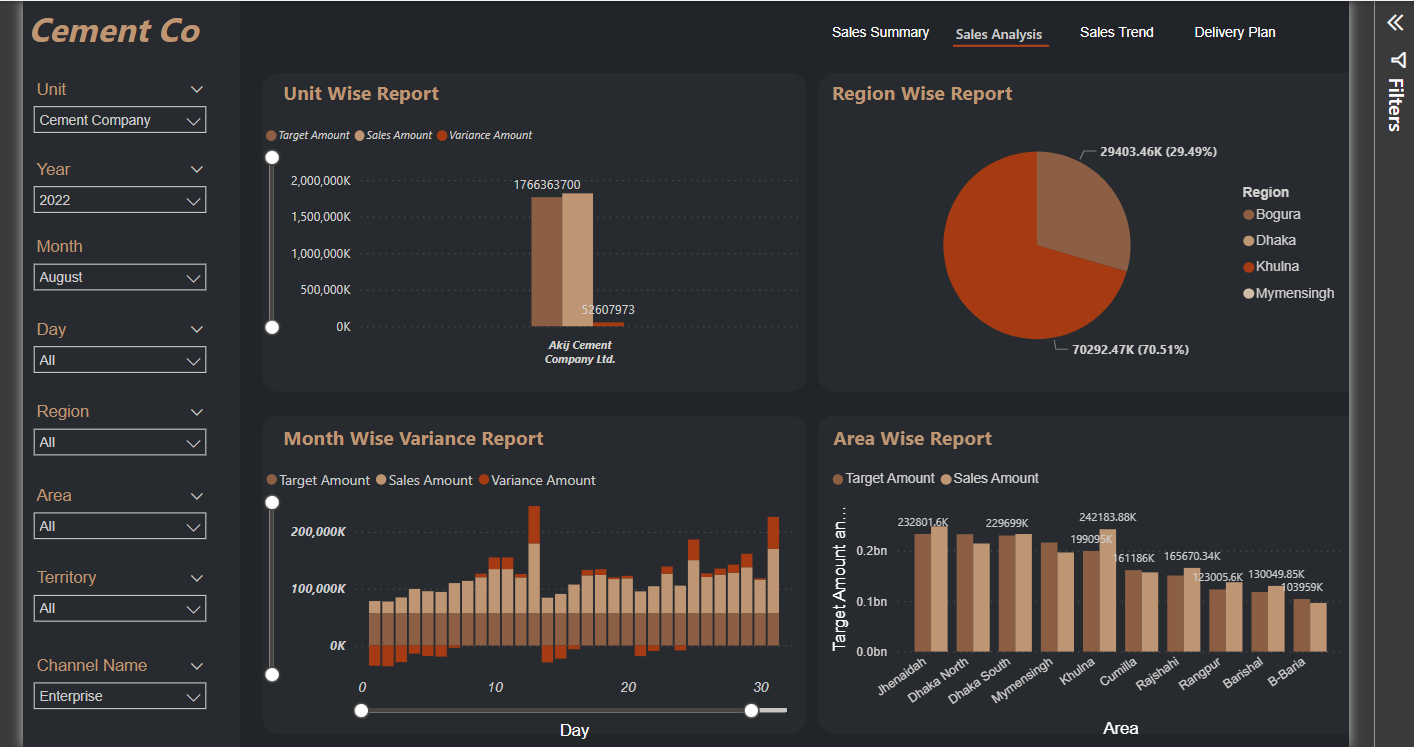 Cement Co
Sales Summary
Sales Analysis
Sales Trend
Delivery Plan
Filters
Unit
Cement Company
Year
2022
Month
August
Day
All
Region
All
Area
All
Territory
All
Channel Name
Enterprise
Unit Wise Report
Target Amount Sales Amount Variance Amount
2,000,000K
1,500,000K
1,000,000K
500,000K
0K
1766363700
52607973
Akij Cement
Company Ltd.
Region Wise Report
29403.46K (29.49%)
70292.47K (70.51%)
Region
Bogura
Dhaka
Khulna
Mymensingh
Month Wise Variance Report
Target Amount Sales Amount Variance Amount
200,000K
100,000K
0K
0 10 20 30
Day
Area Wise Report
Target Amount Sales Amount
Target Amount an...
0.2bn
0.1bn
0.0bn
232801.6K
229699K
199095K
242183.88K
161186K
165670.34K
123005.6K
130049.85K
103959K
Jhenaidah
Dhaka North
Dhaka South
Mymensingh
Khulna
Cumilla
Rajshahi
Rangpur
Barishal
B-Baria
Area